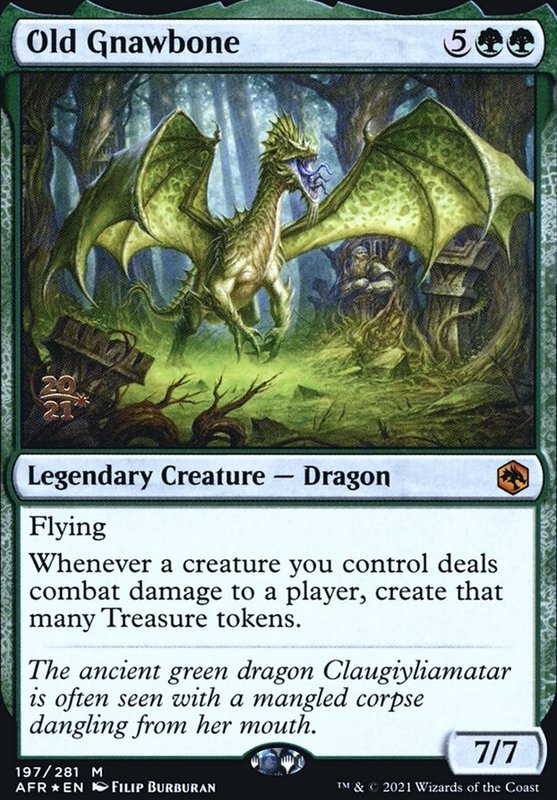 Old Gnawbone 5
20
21
Legendary Creature — Dragon
Flying
Whenever a creature you control deals
combat damage to a player, create that
many Treasure tokens.
The ancient green dragon Claugiyliamatar
is often seen with a mangled corpse
dangling from her mouth.
7/7
197/281 M
AFR★EN Filip Burburan
™ & © 2021 Wizards of the Coast